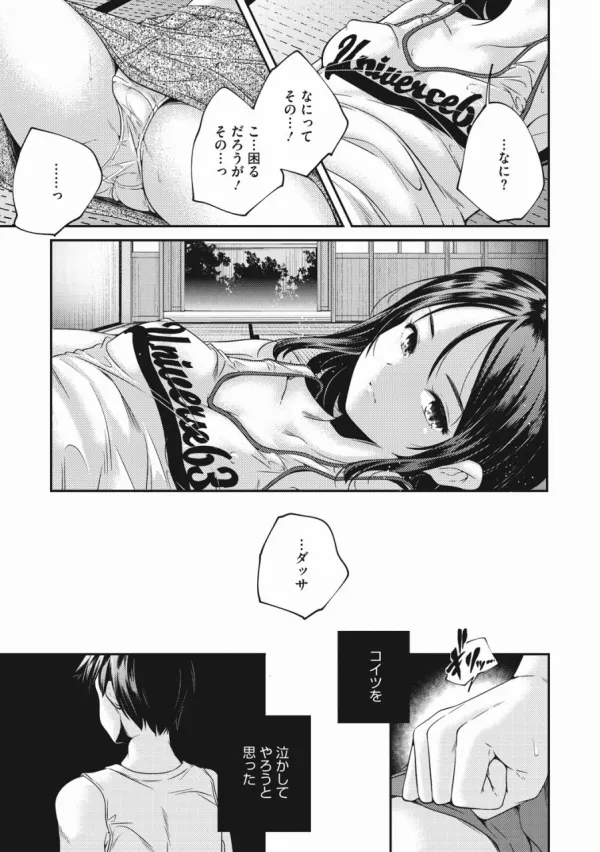 …なに？
Universe63
なにって
その…！
こ…困る
だろうが！
その…っ
……っ
Universe63
…ダッサ
ギリッ…
コイツを
泣かして
やろうと
思った